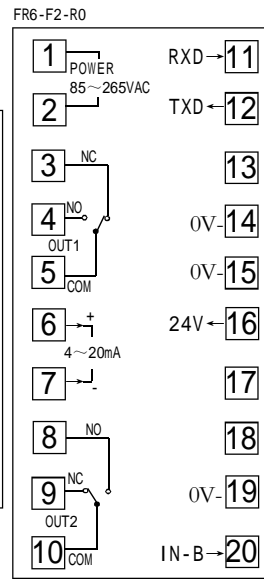 FR6-F2-R0
1 POWER RXD→ 11
2 85～265VAC TXD← 12
3 NC 13
4 NO 0V- 14
OUT1
5 COM 0V- 15
6 + 24V← 16
4～20mA
7 - 17
8 NO 18
9 NC 0V- 19
OUT2
10 COM IN-B→ 20